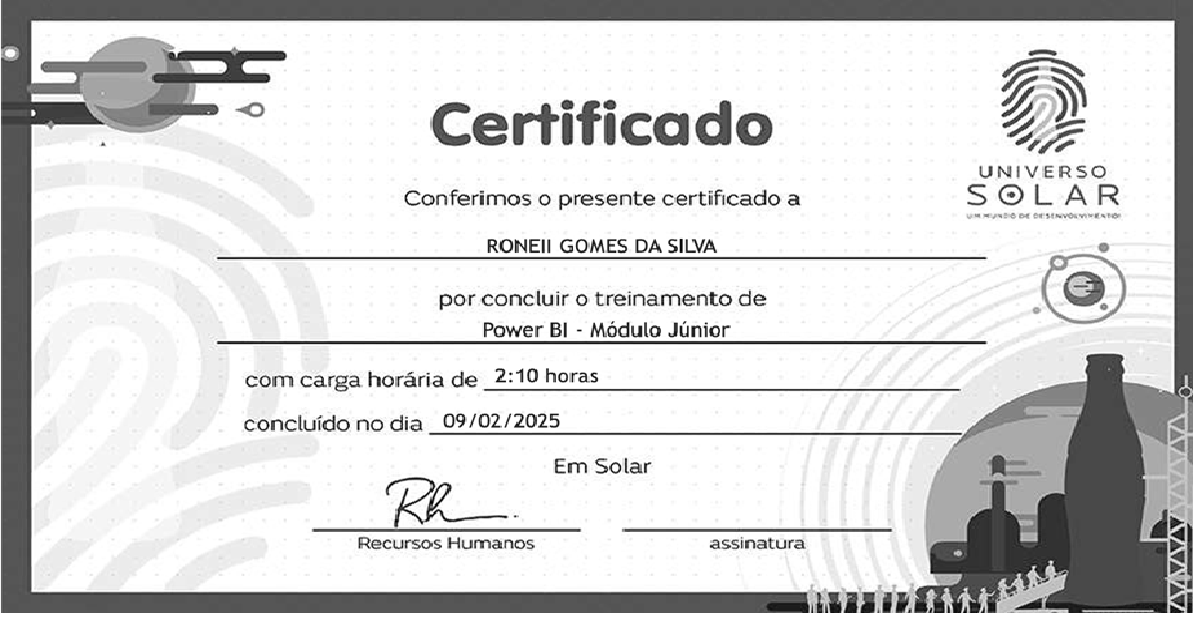 Certificado
UNIVERSO
SOLAR
UM MUNDO DE DESENVOLVIMENTO!
Conferimos o presente certificado a
RONEII GOMES DA SILVA
por concluir o treinamento de
Power BI - Módulo Júnior
com carga horária de 2:10 horas
concluído no dia 09/02/2025
Em Solar
Rh
Recursos Humanos
assinatura